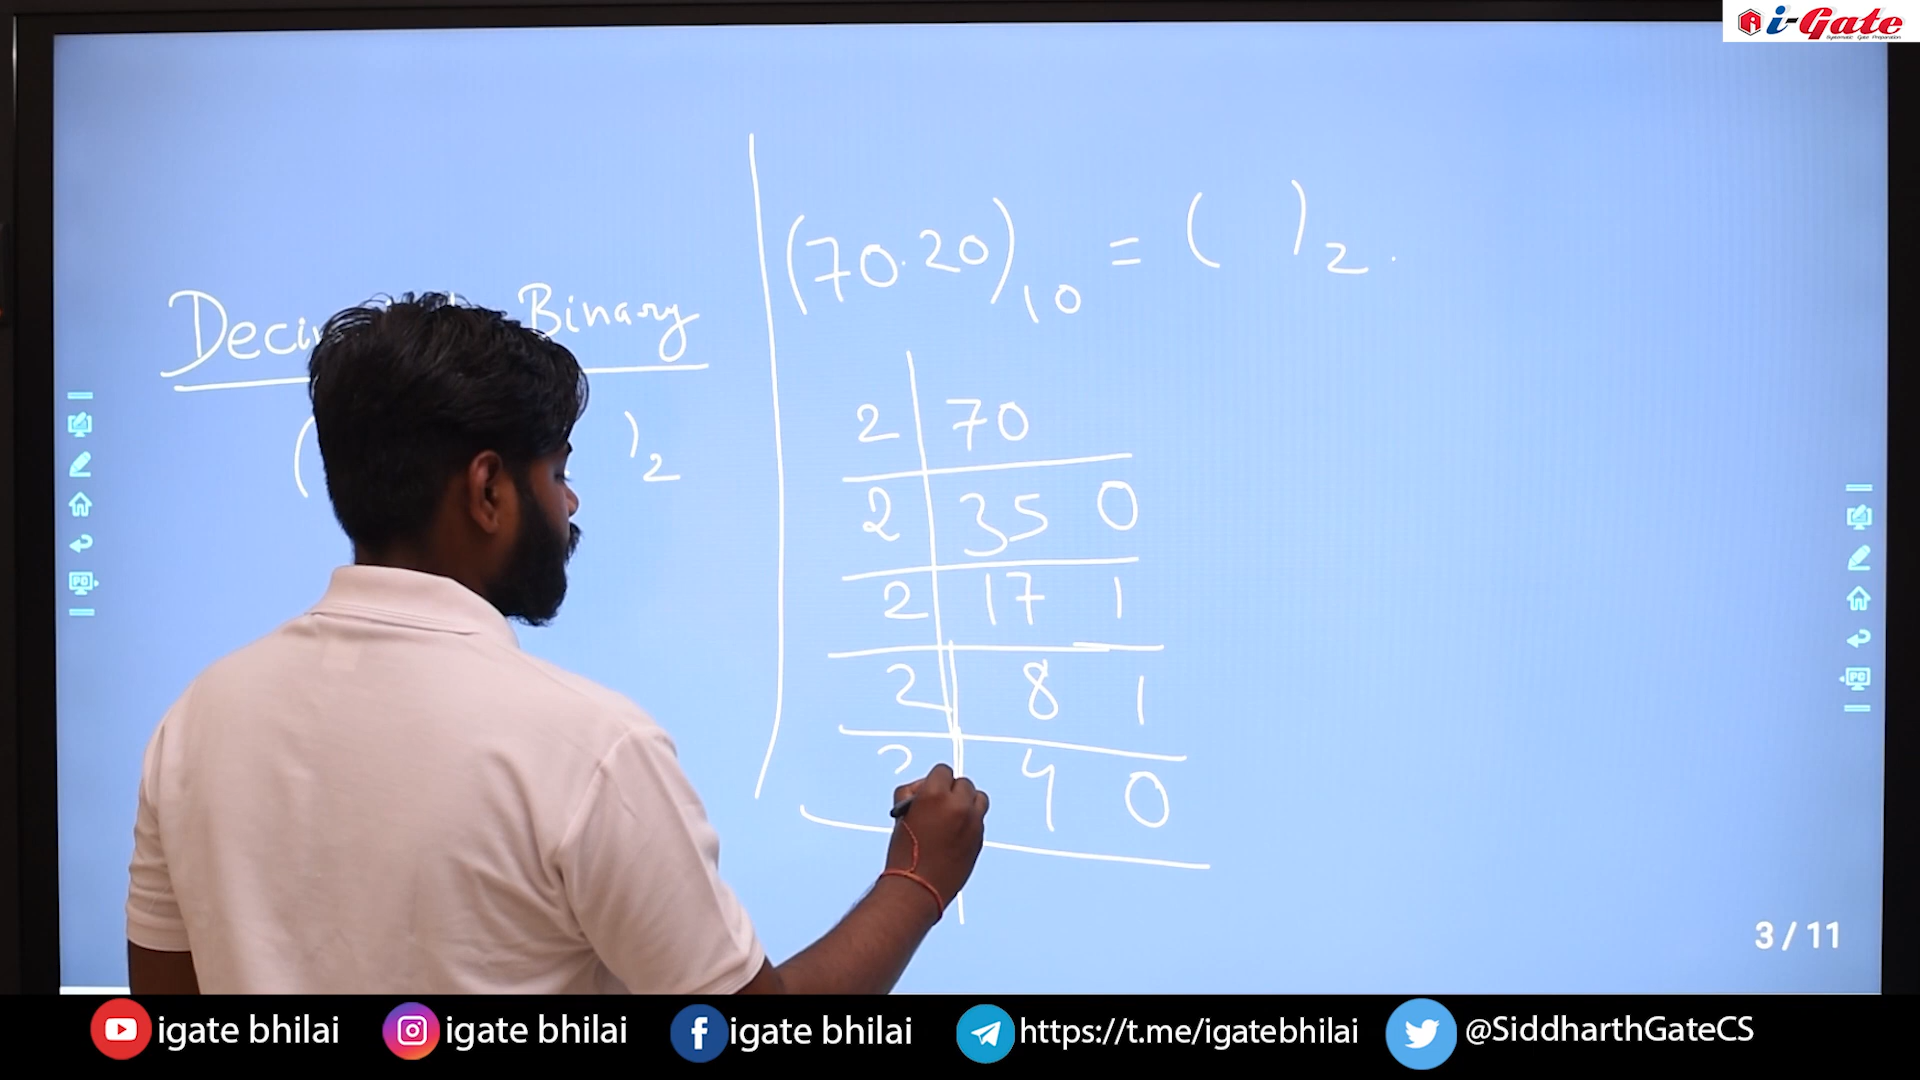 i-Gate
(70.20)10 = ( )2.
Binary
( )2
2 70
2 35 0
2 17 1
2 8 1
4 0
3 / 11
igate bhilai
igate bhilai
igate bhilai
https://t.me/igatebhilai
@SiddharthGateCS